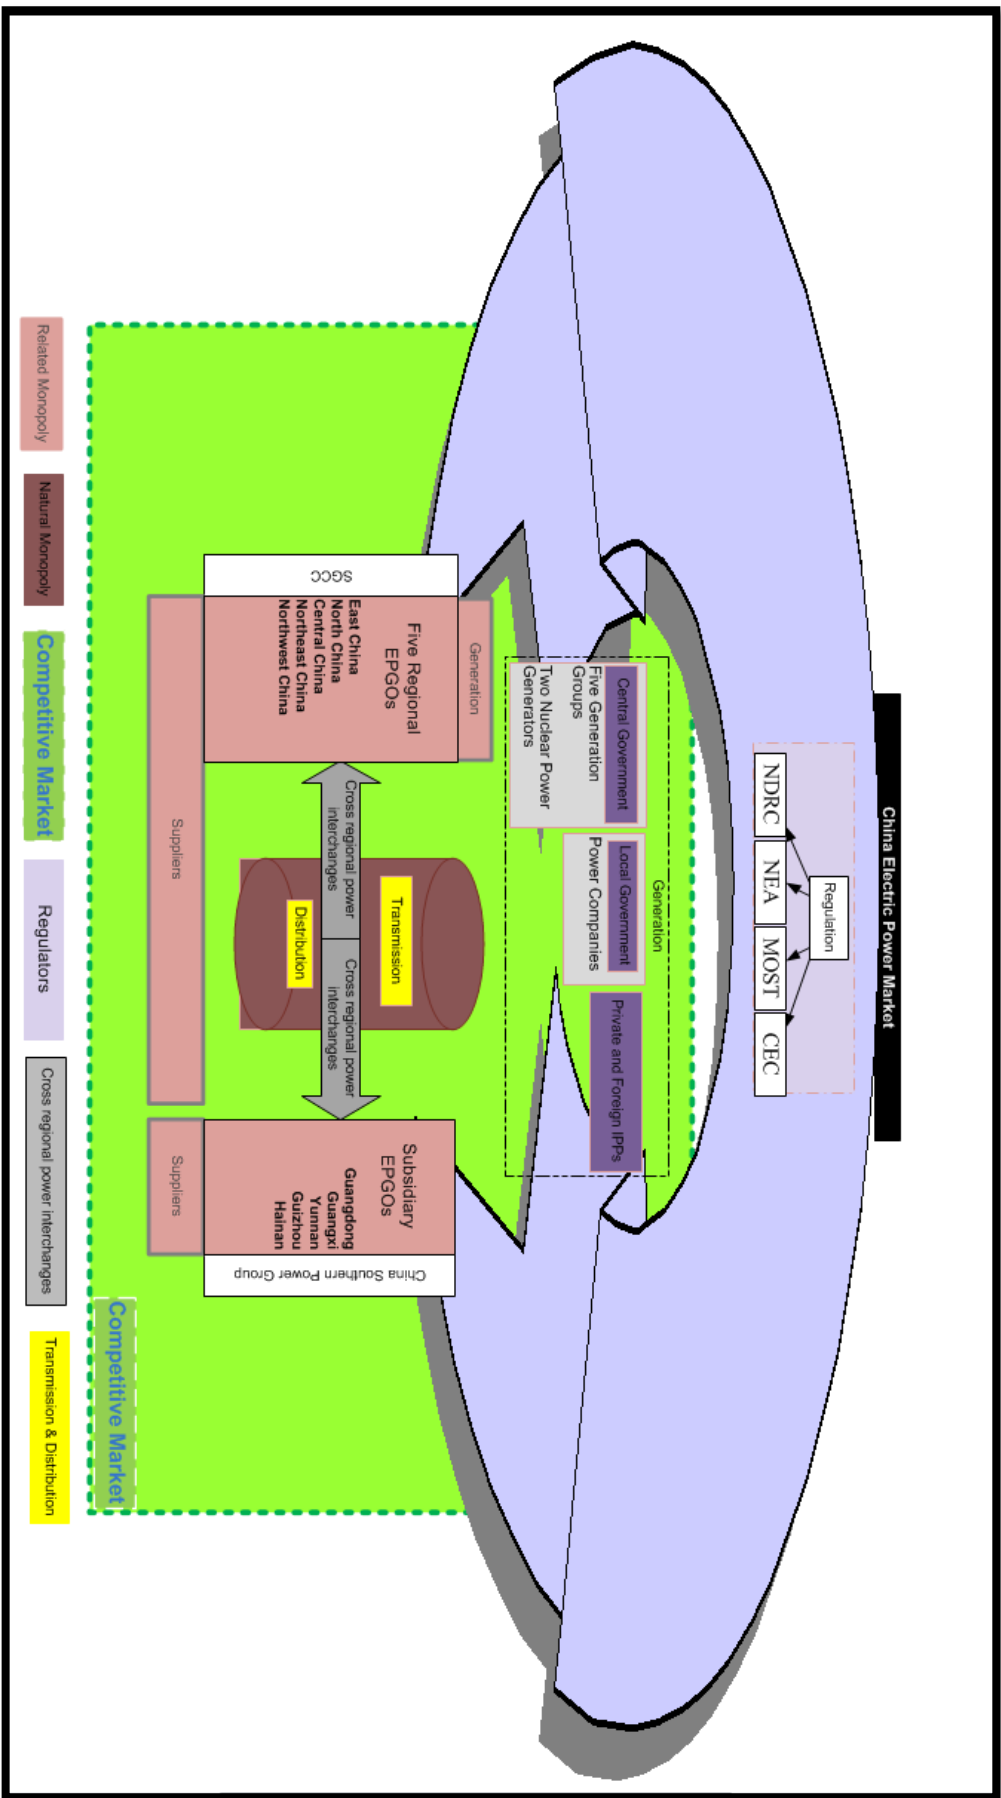 China Electric Power Market
Regulation
NDRC
NEA
MOST
CEC
Generation
Central Government
Five Generation
Groups
Two Nuclear Power
Generators
Local Government
Power Companies
Private and Foreign IPPs
Generation
SGCC
Five Regional
EPGOs
East China
North China
Central China
Northeast China
Northwest China
Transmission
Cross regional power
interchanges
Cross regional power
interchanges
Distribution
Subsidiary
EPGOs
Guangdong
Guangxi
Yunnan
Guizhou
Hainan
China Southern Power Group
Suppliers
Suppliers
Competitive Market
Related Monopoly
Natural Monopoly
Competitive Market
Regulators
Cross regional power interchanges
Transmission & Distribution